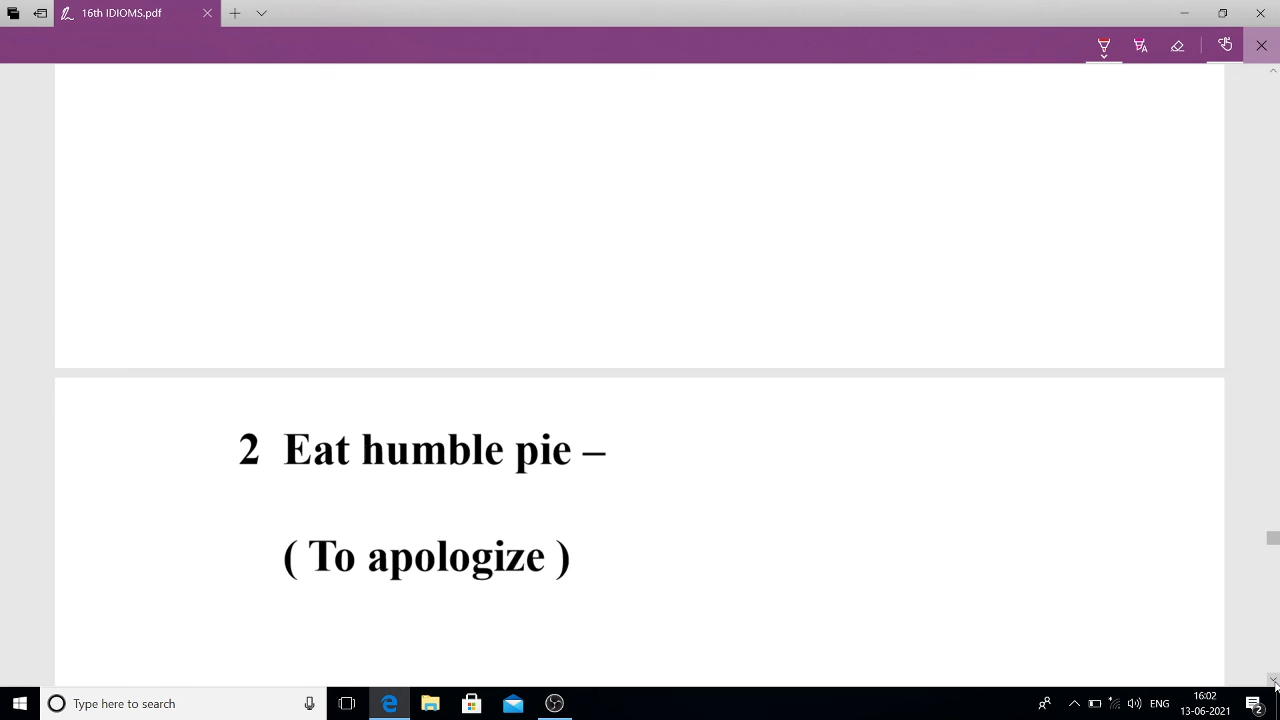 16th IDIOMS.pdf
2 Eat humble pie –
( To apologize )
Type here to search
ENG
16:02
13-06-2021
2